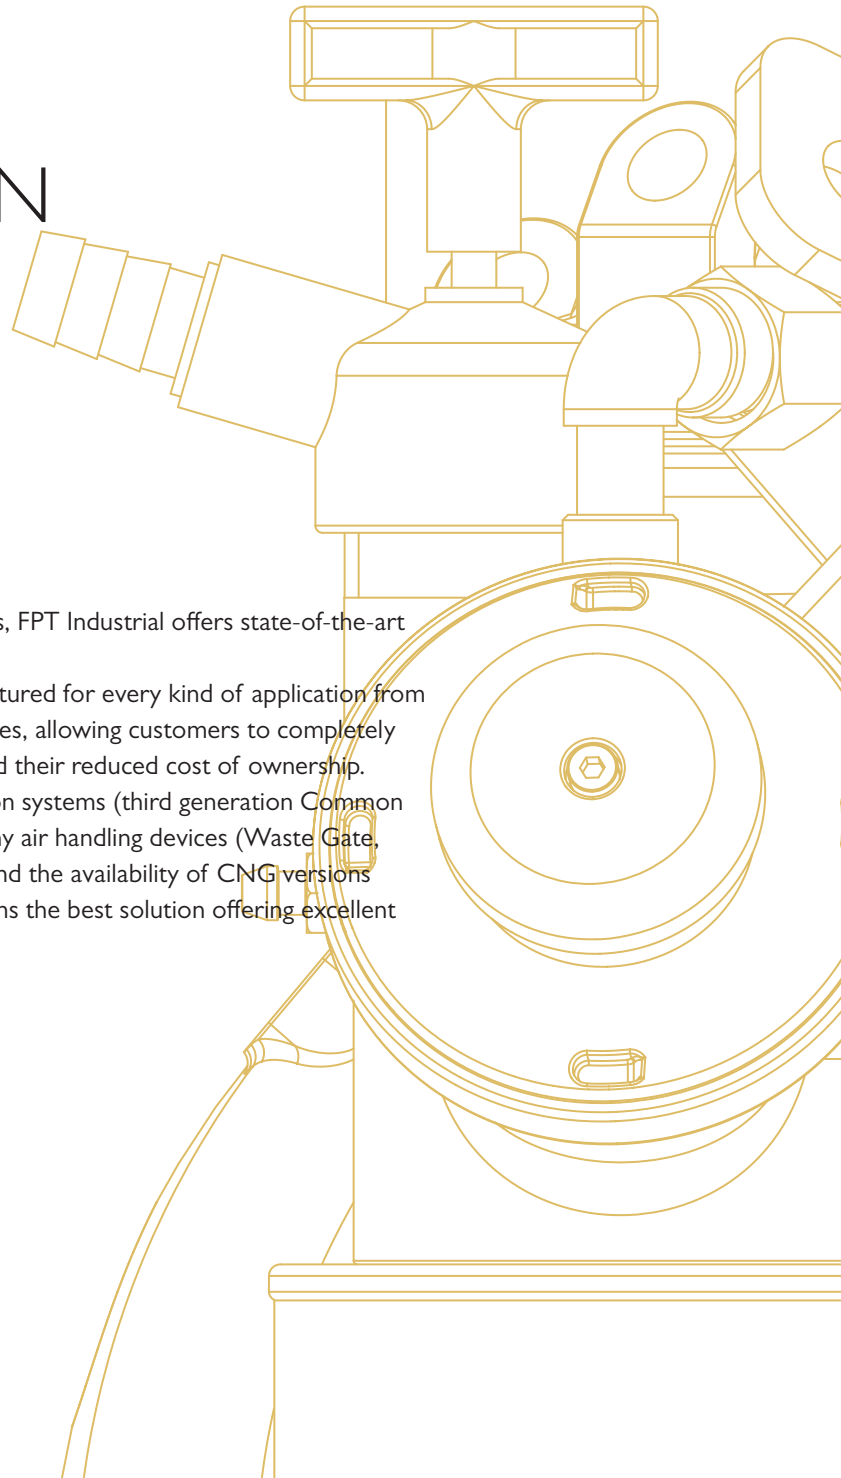 N
s, FPT Industrial offers state-of-the-art
tured for every kind of application from
es, allowing customers to completely
d their reduced cost of ownership.
on systems (third generation Common
ny air handling devices (Waste Gate,
nd the availability of CNG versions
ns the best solution offering excellent